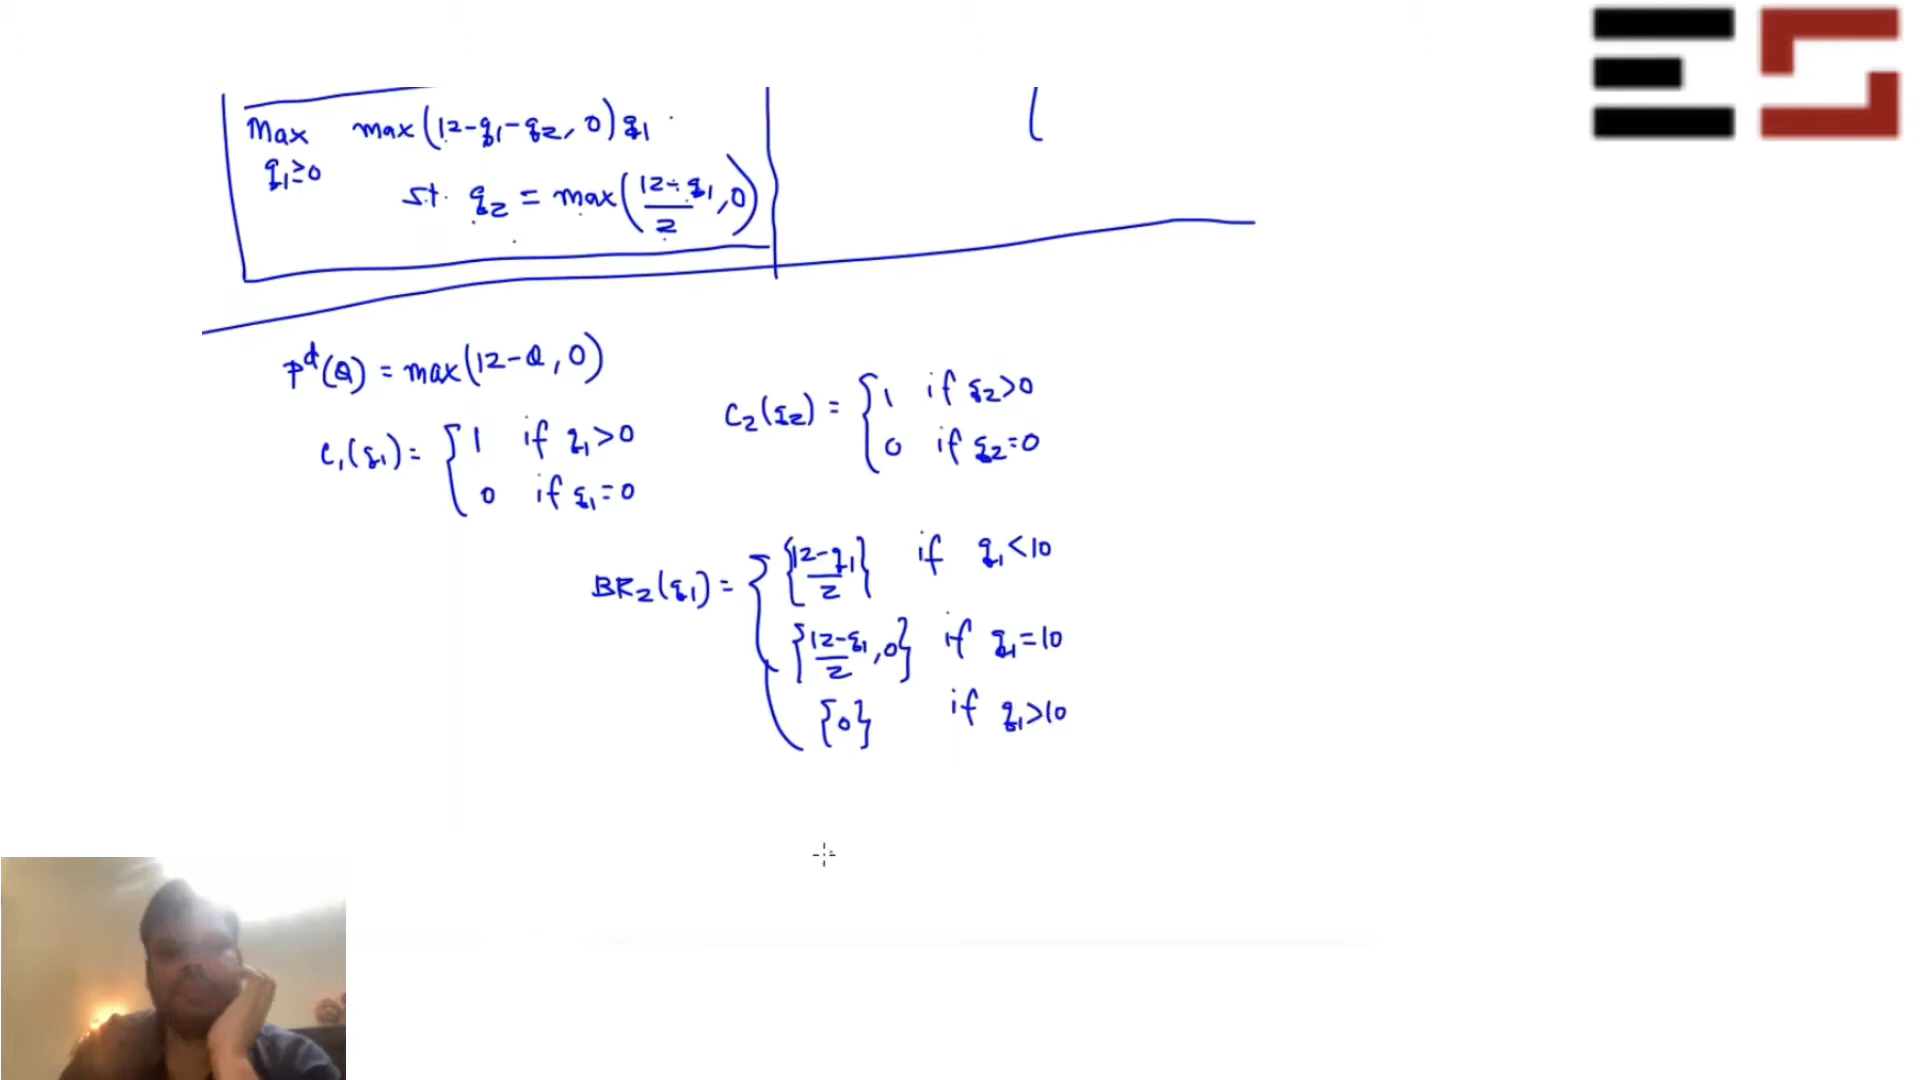 Max max(12-q₁-q₂, 0)q₁
q₁≥0
s.t. q₂ = max(12-q₁/2, 0)
pᵈ(Q) = max(12-Q, 0)
C₁(q₁) = { 1 if q₁>0
0 if q₁=0
C₂(q₂) = { 1 if q₂>0
0 if q₂=0
BR₂(q₁) = { {12-q₁/2} if q₁<10
{12-q₁/2, 0} if q₁=10
{0} if q₁>10
ES